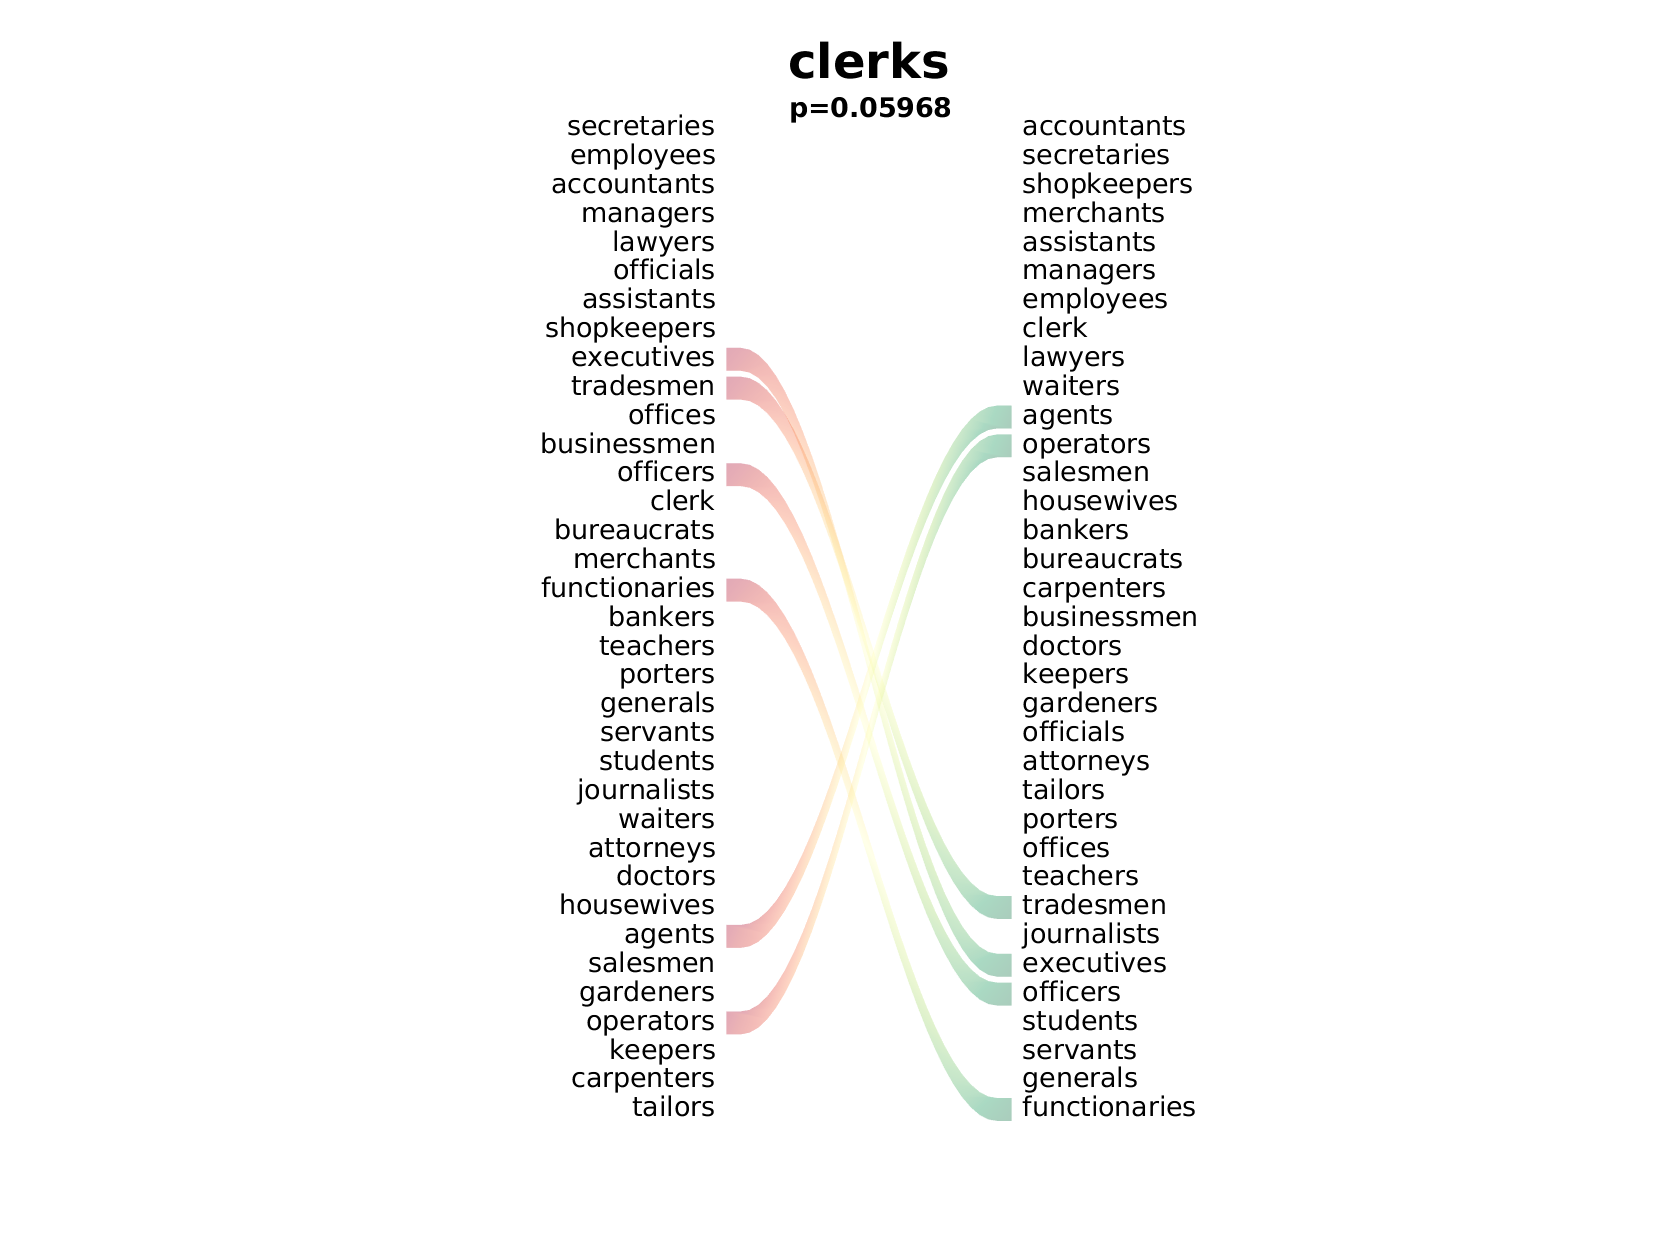 clerks
p=0.05968
secretaries
employees
accountants
managers
lawyers
officials
assistants
shopkeepers
executives
tradesmen
offices
businessmen
officers
clerk
bureaucrats
merchants
functionaries
bankers
teachers
porters
generals
servants
students
journalists
waiters
attorneys
doctors
housewives
agents
salesmen
gardeners
operators
keepers
carpenters
tailors
accountants
secretaries
shopkeepers
merchants
assistants
managers
employees
clerk
lawyers
waiters
agents
operators
salesmen
housewives
bankers
bureaucrats
carpenters
businessmen
doctors
keepers
gardeners
officials
attorneys
tailors
porters
offices
teachers
tradesmen
journalists
executives
officers
students
servants
generals
functionaries